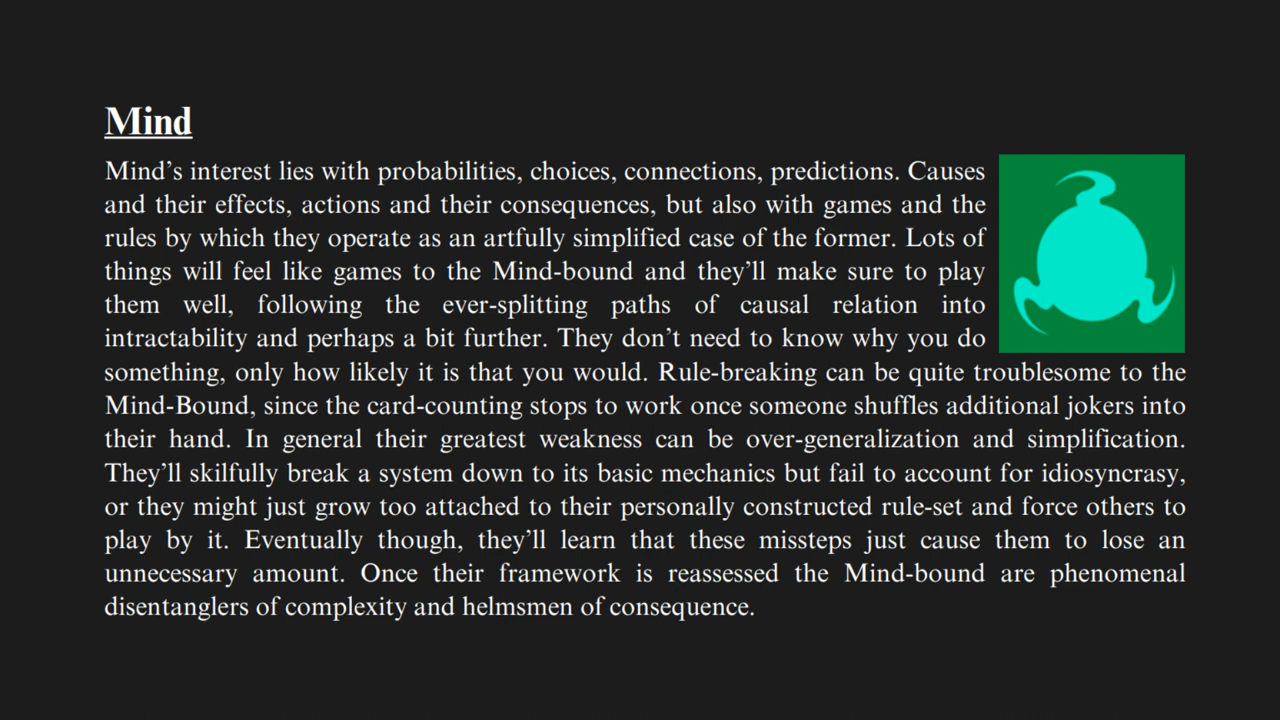 Mind
Mind’s interest lies with probabilities, choices, connections, predictions. Causes
and their effects, actions and their consequences, but also with games and the
rules by which they operate as an artfully simplified case of the former. Lots of
things will feel like games to the Mind-bound and they’ll make sure to play
them well, following the ever-splitting paths of causal relation into
intractability and perhaps a bit further. They don’t need to know why you do
something, only how likely it is that you would. Rule-breaking can be quite troublesome to the
Mind-Bound, since the card-counting stops to work once someone shuffles additional jokers into
their hand. In general their greatest weakness can be over-generalization and simplification.
They’ll skilfully break a system down to its basic mechanics but fail to account for idiosyncrasy,
or they might just grow too attached to their personally constructed rule-set and force others to
play by it. Eventually though, they’ll learn that these missteps just cause them to lose an
unnecessary amount. Once their framework is reassessed the Mind-bound are phenomenal
disentanglers of complexity and helmsmen of consequence.